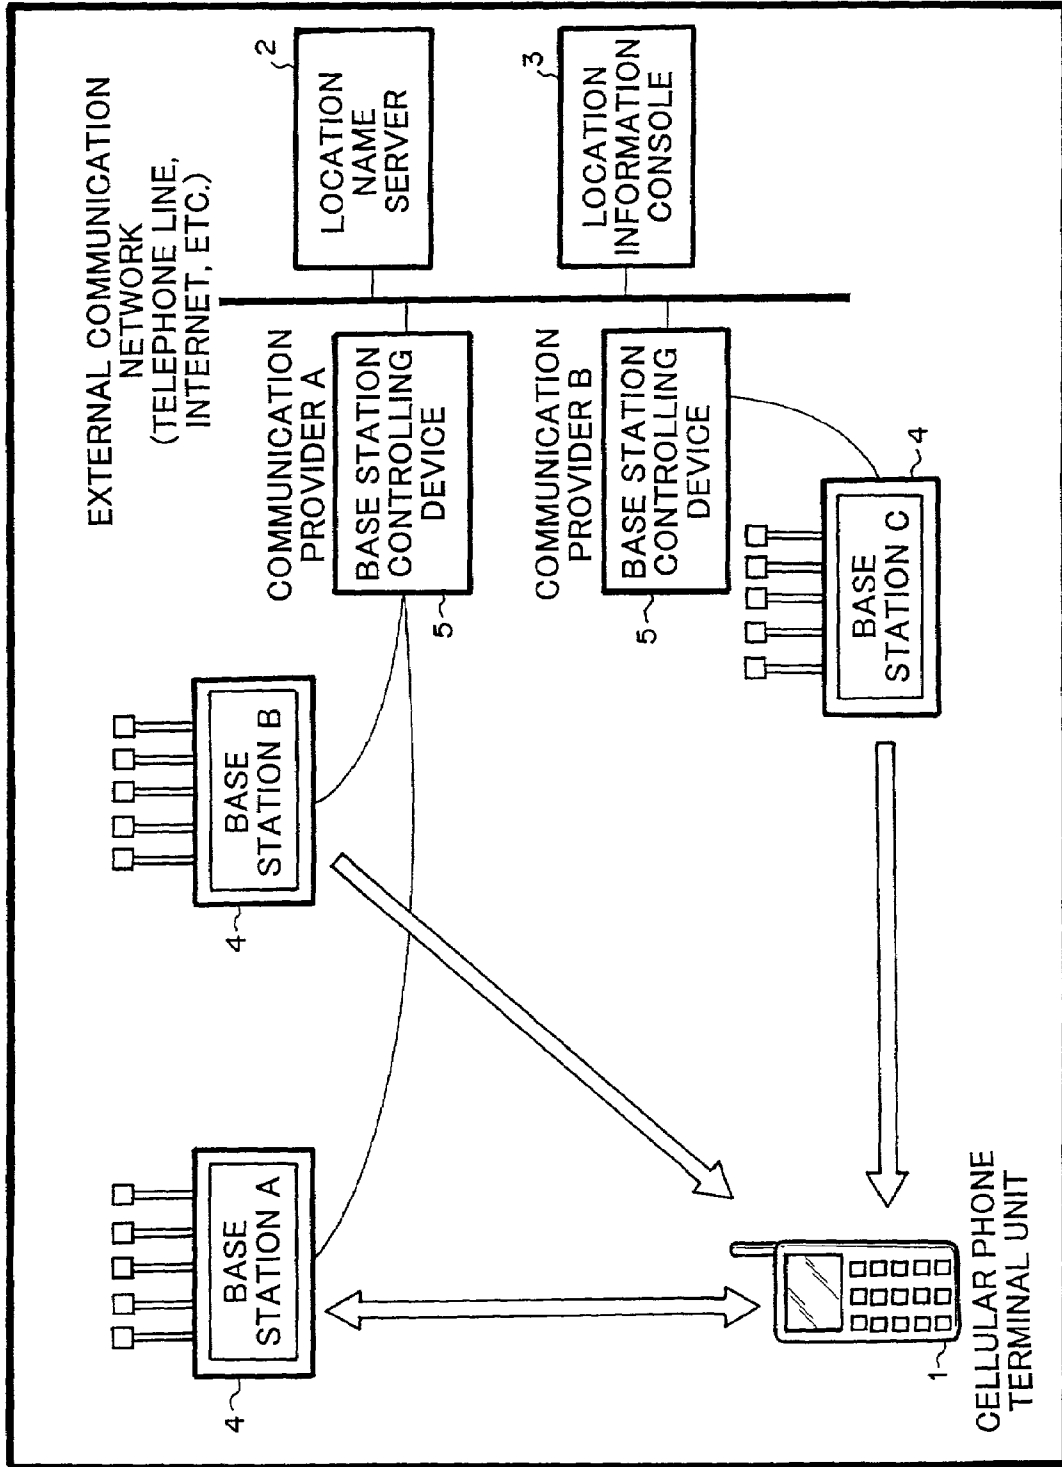 EXTERNAL COMMUNICATION
NETWORK
(TELEPHONE LINE,
INTERNET, ETC.)
2
LOCATION
NAME
SERVER
3
LOCATION
INFORMATION
CONSOLE
COMMUNICATION
PROVIDER A
BASE STATION
CONTROLLING
DEVICE
5
COMMUNICATION
PROVIDER B
BASE STATION
CONTROLLING
DEVICE
5
BASE
STATION A
4
BASE
STATION B
4
BASE
STATION C
4
1
CELLULAR PHONE
TERMINAL UNIT